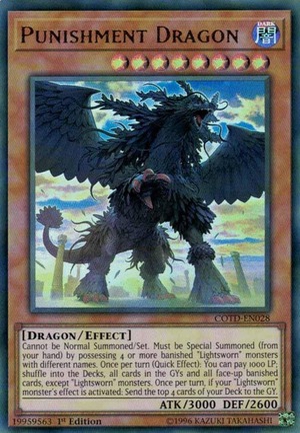 PUNISHMENT DRAGON
DARK
闇
COTD-EN028
[Dragon/Effect]
Cannot be Normal Summoned/Set. Must be Special Summoned (from
your hand) by possessing 4 or more banished "Lightsworn" monsters
with different names. Once per turn (Quick Effect): You can pay 1000 LP;
shuffle into the Decks, all cards in the GYs and all face-up banished
cards, except "Lightsworn" monsters. Once per turn, if your "Lightsworn"
monster's effect is activated: Send the top 4 cards of your Deck to the GY.
ATK/3000 DEF/2600
19959563 1st Edition ©1996 KAZUKI TAKAHASHI